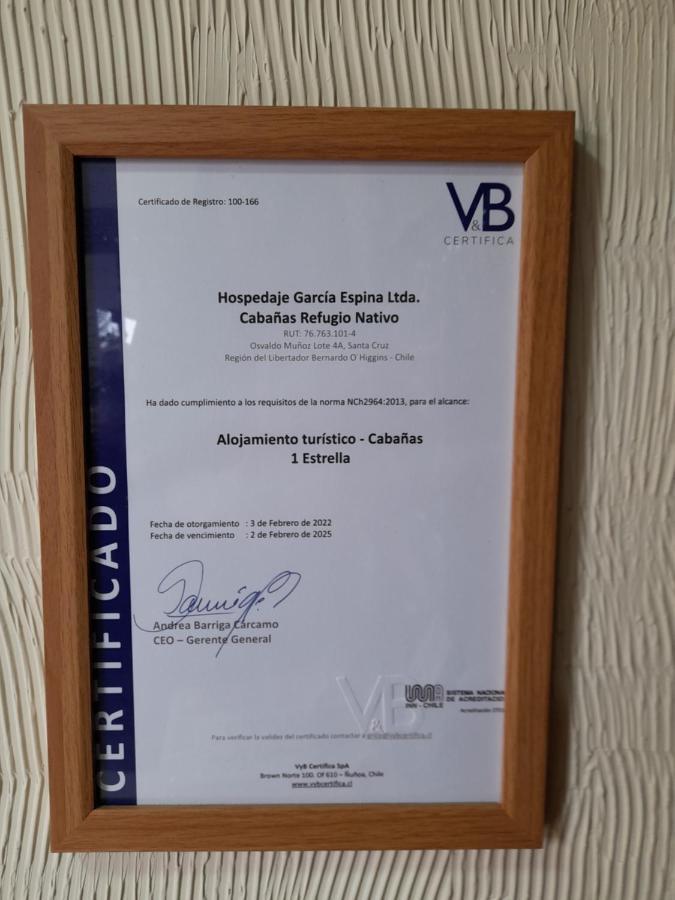 Certificado de Registro: 100-166
V&B
CERTIFICA
Hospedaje García Espina Ltda.
Cabañas Refugio Nativo
RUT: 76.763.101-4
Osvaldo Muñoz Lote 4A, Santa Cruz
Región del Libertador Bernardo O´Higgins - Chile
Ha dado cumplimiento a los requisitos de la norma NCh2964:2013, para el alcance:
Alojamiento turístico - Cabañas
1 Estrella
Fecha de otorgamiento : 3 de Febrero de 2022
Fecha de vencimiento : 2 de Febrero de 2025
Andrea Barriga Cárcamo
CEO – Gerente General
CERTIFICADO
V&B
INN - CHILE
SISTEMA NACIONA
DE ACREDITACIO
Acreditación
Para verificar la validez del certificado contactar a
VyB Certifica SpA
Brown Norte 100. Of 610 – Ñuñoa, Chile
www.vybcertifica.cl